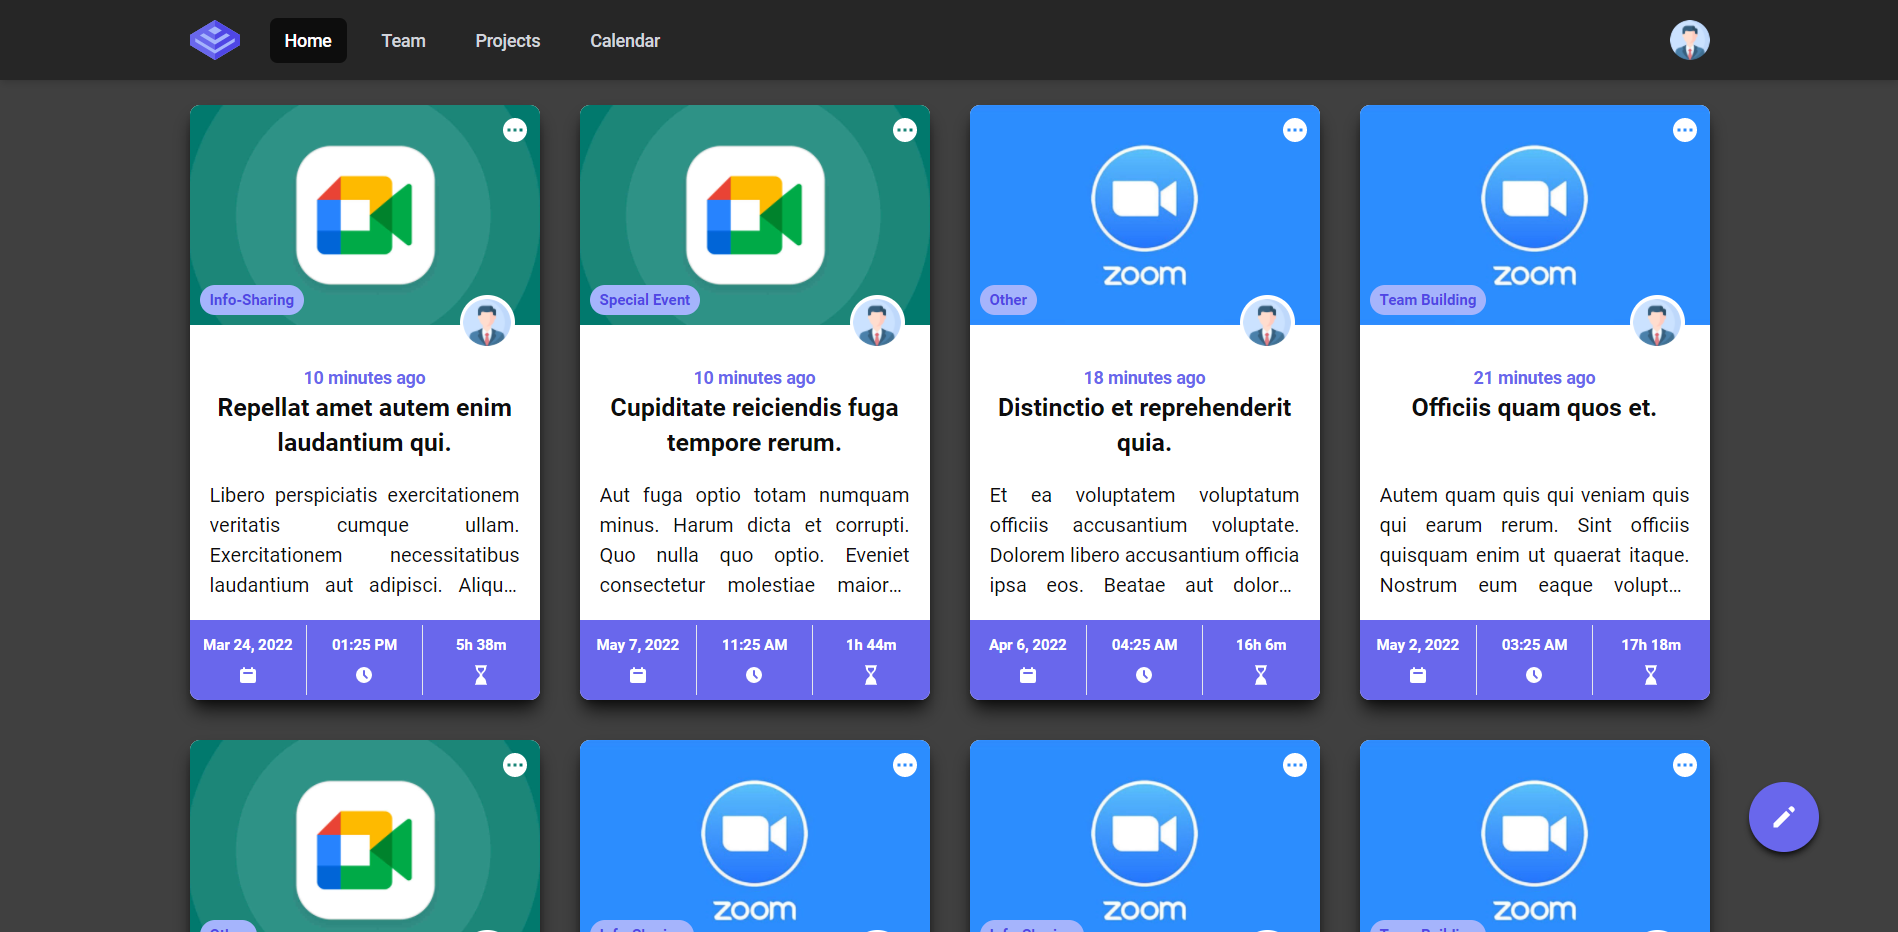 Home
Team
Projects
Calendar
Info-Sharing
10 minutes ago
Repellat amet autem enim
laudantium qui.
Libero perspiciatis exercitationem
veritatis cumque ullam.
Exercitationem necessitatibus
laudantium aut adipisci. Aliqu...
Mar 24, 2022
01:25 PM
5h 38m
Special Event
10 minutes ago
Cupiditate reiciendis fuga
tempore rerum.
Aut fuga optio totam numquam
minus. Harum dicta et corrupti.
Quo nulla quo optio. Eveniet
consectetur molestiae maior...
May 7, 2022
11:25 AM
1h 44m
zoom
Other
18 minutes ago
Distinctio et reprehenderit
quia.
Et ea voluptatem voluptatum
officiis accusantium voluptate.
Dolorem libero accusantium officia
ipsa eos. Beatae aut dolor...
Apr 6, 2022
04:25 AM
16h 6m
zoom
Team Building
21 minutes ago
Officiis quam quos et.
Autem quam quis qui veniam quis
qui earum rerum. Sint officiis
quisquam enim ut quaerat itaque.
Nostrum eum eaque volupt...
May 2, 2022
03:25 AM
17h 18m
Other
zoom
Info-Sharing
zoom
Info-Sharing
zoom
Team Building